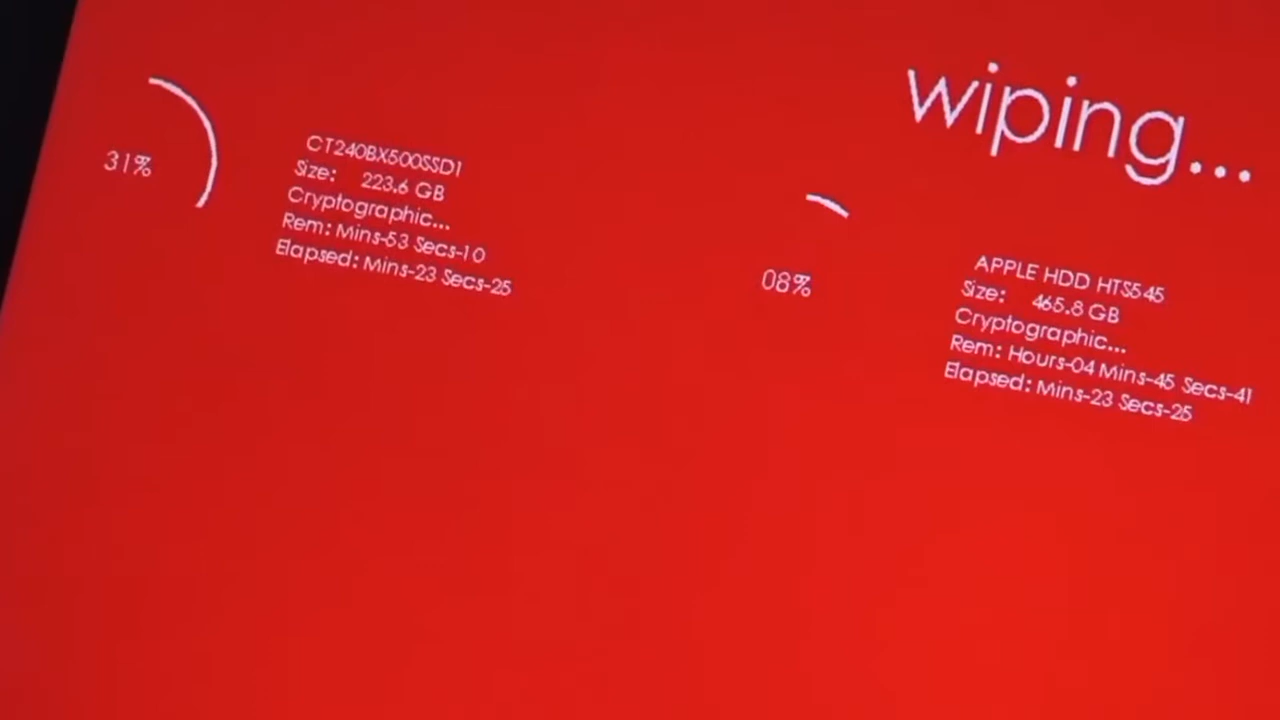 wiping...
31%
CT240BX500SSD1
Size: 223.6 GB
Cryptographic...
Rem: Mins-53 Secs-10
Elapsed: Mins-23 Secs-25
08%
APPLE HDD HTS545
Size: 465.8 GB
Cryptographic...
Rem: Hours-04 Mins-45 Secs-41
Elapsed: Mins-23 Secs-25